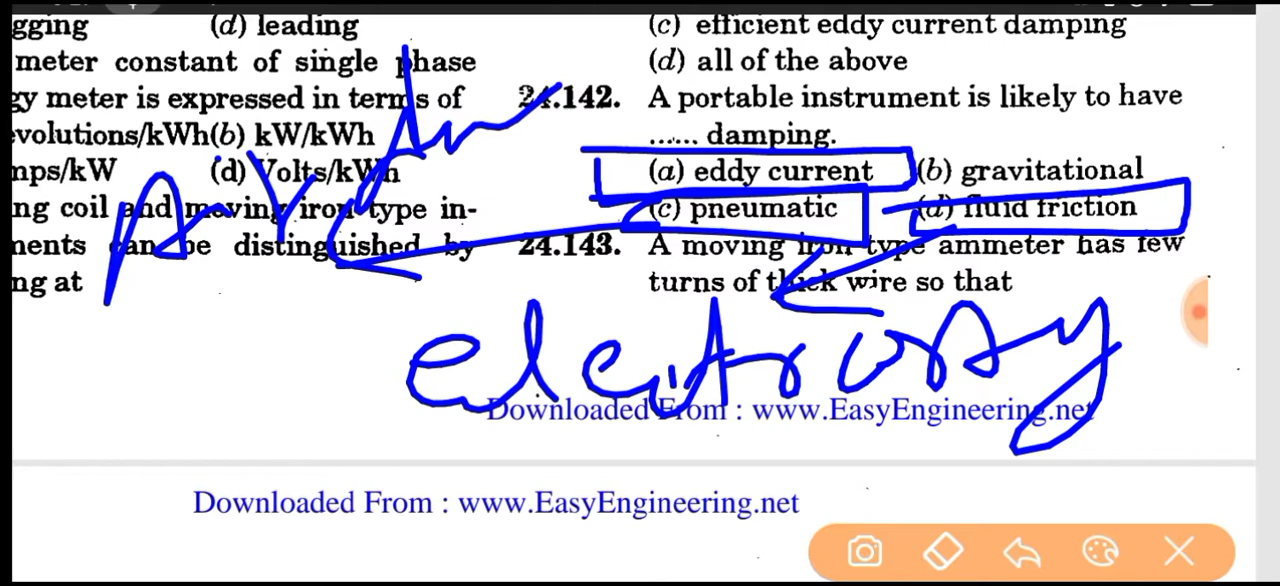 gging (d) leading
meter constant of single phase
gy meter is expressed in terms of
evolutions/kWh(b) kW/kWh
mps/kW (d) Volts/kWh
ng coil and moving iron type in-
ments can be distinguished by
ng at
(c) efficient eddy current damping
(d) all of the above
24.142. A portable instrument is likely to have
...... damping.
(a) eddy current (b) gravitational
(c) pneumatic (d) fluid friction
24.143. A moving iron type ammeter has few
turns of thick wire so that
Downloaded From : www.EasyEngineering.net
Downloaded From : www.EasyEngineering.net